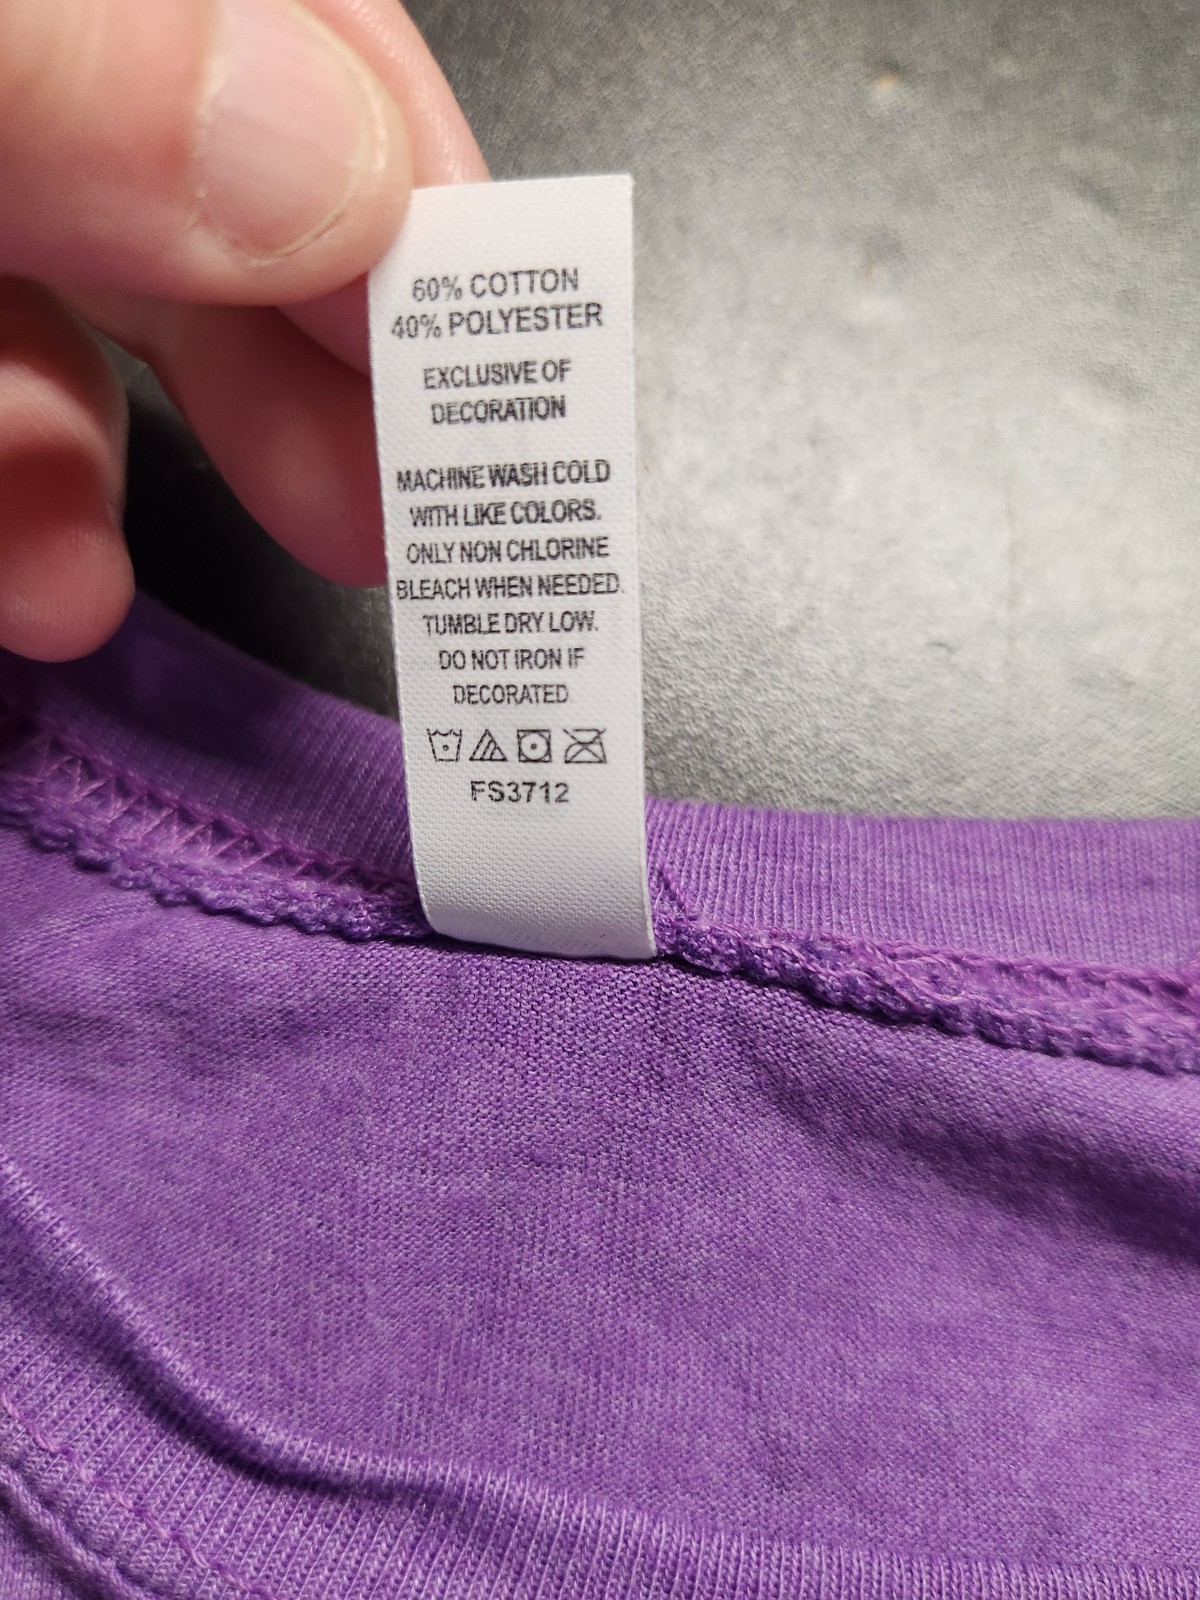 60% COTTON
40% POLYESTER
EXCLUSIVE OF
DECORATION
MACHINE WASH COLD
WITH LIKE COLORS.
ONLY NON CHLORINE
BLEACH WHEN NEEDED.
TUMBLE DRY LOW.
DO NOT IRON IF
DECORATED
FS3712